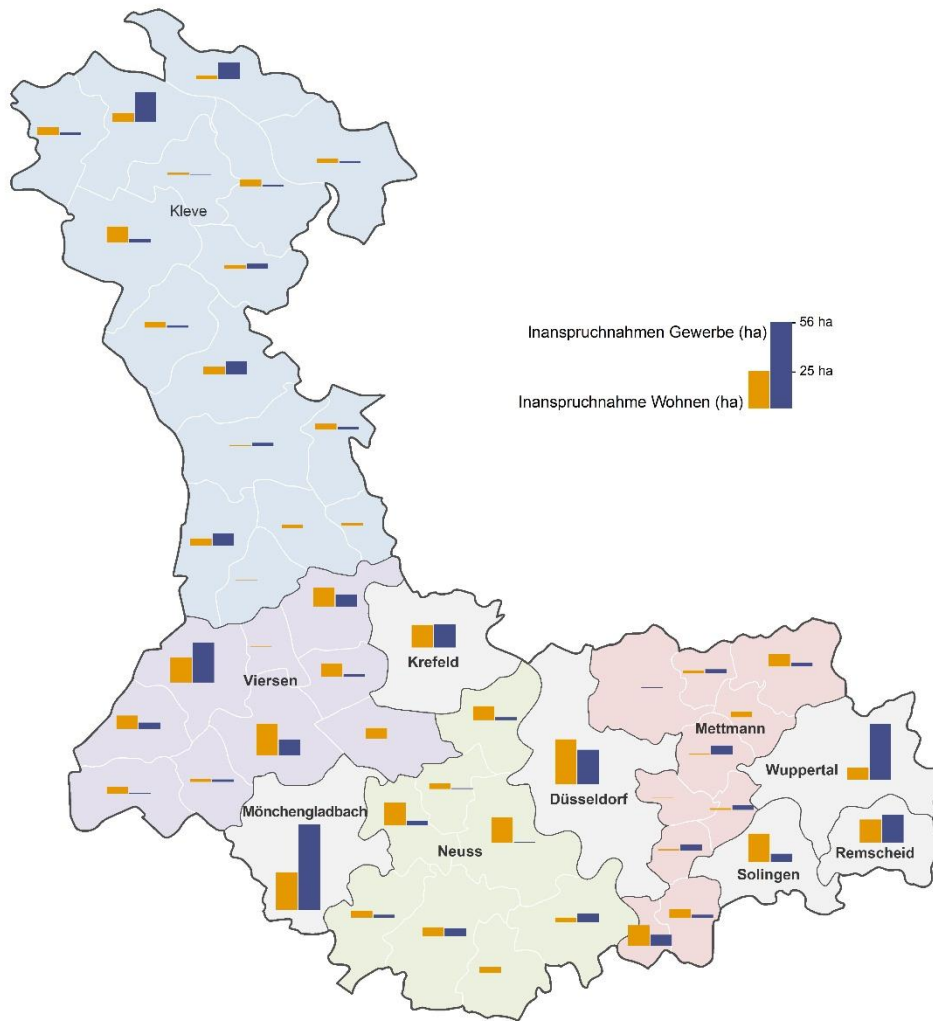 Kleve
Inanspruchnahmen Gewerbe (ha)
56 ha
25 ha
Inanspruchnahme Wohnen (ha)
Krefeld
Viersen
Mettmann
Wuppertal
Düsseldorf
Mönchengladbach
Neuss
Remscheid
Solingen